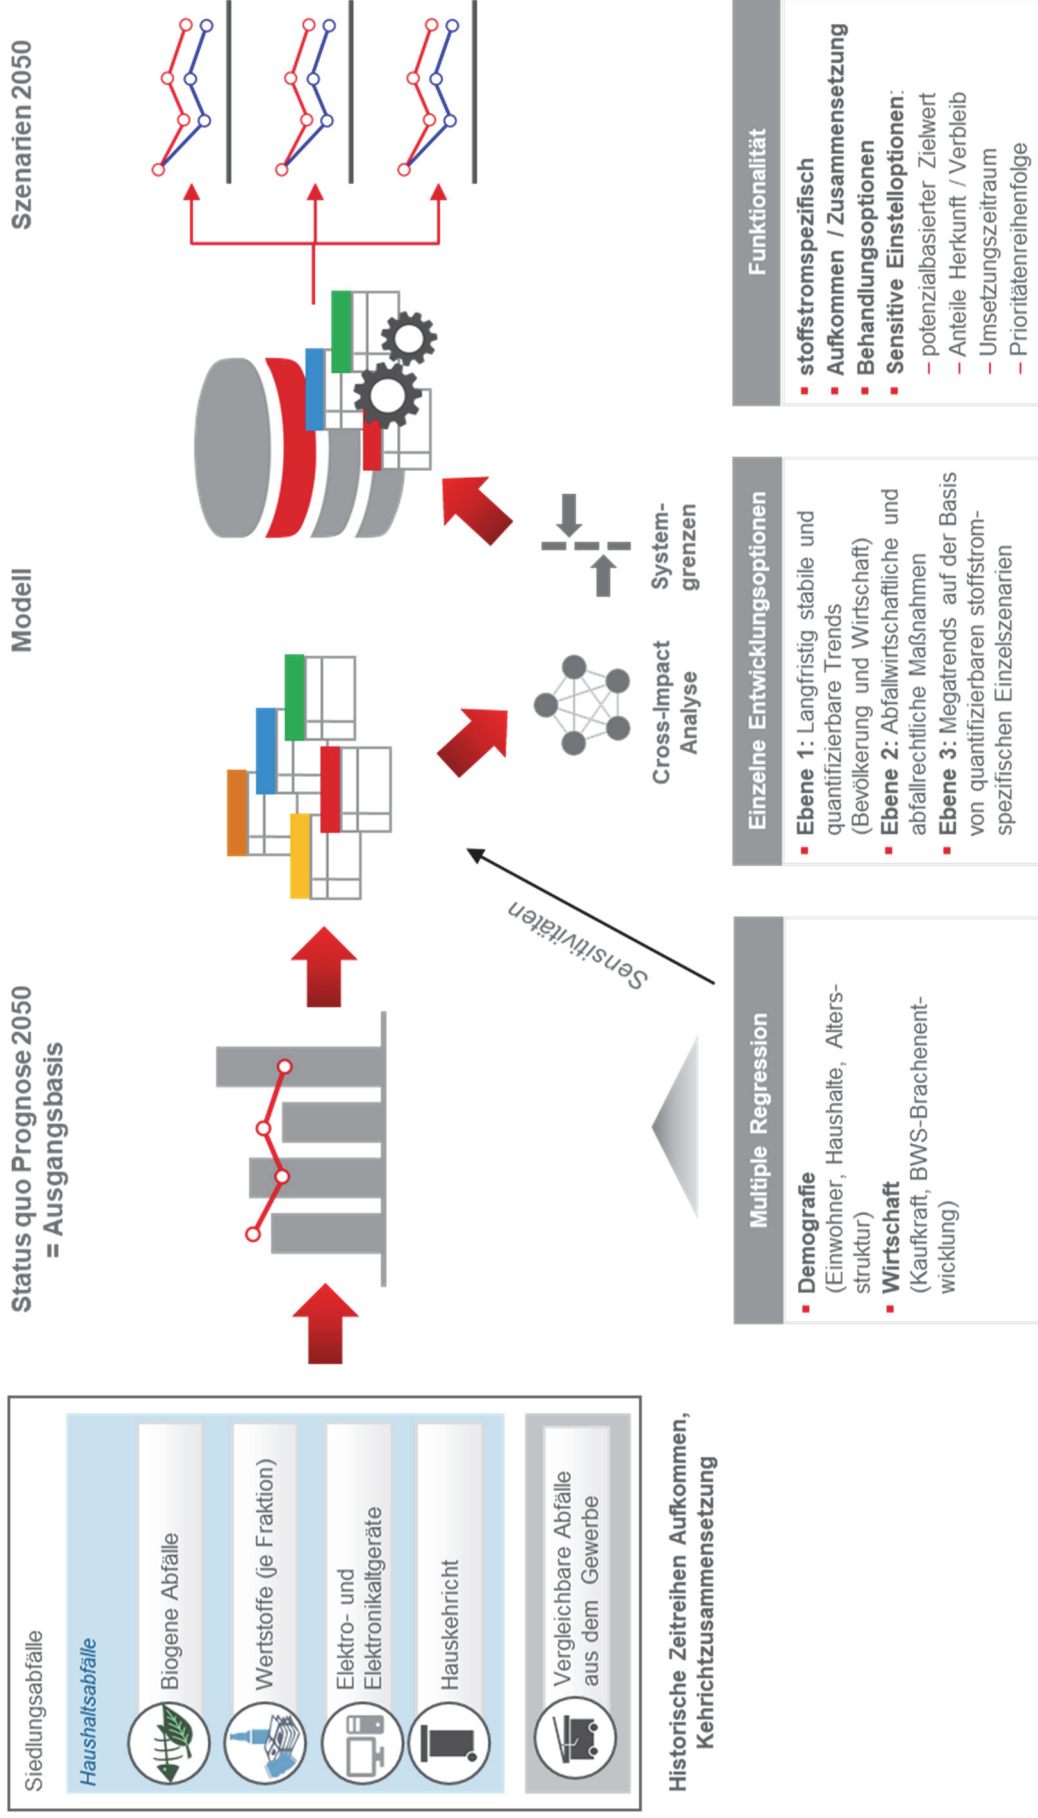 Siedlungsabfälle
Haushaltsabfälle
Biogene Abfälle
Wertstoffe (je Fraktion)
Elektro- und
Elektronikaltgeräte
Hauskehricht
Vergleichbare Abfälle
aus dem Gewerbe
Historische Zeitreihen Aufkommen,
Kehrichtzusammensetzung
Status quo Prognose 2050
= Ausgangsbasis
Modell
Szenarien 2050
Sensitivitäten
Cross-Impact
Analyse
System-
grenzen
Multiple Regression
▪ Demografie
(Einwohner, Haushalte, Alters-
struktur)
▪ Wirtschaft
(Kaufkraft, BWS-Brachenent-
wicklung)
Einzelne Entwicklungsoptionen
▪ Ebene 1: Langfristig stabile und
quantifizierbare Trends
(Bevölkerung und Wirtschaft)
▪ Ebene 2: Abfallwirtschaftliche und
abfallrechtliche Maßnahmen
▪ Ebene 3: Megatrends auf der Basis
von quantifizierbaren stoffstrom-
spezifischen Einzelszenarien
Funktionalität
▪ stoffstromspezifisch
▪ Aufkommen / Zusammensetzung
▪ Behandlungsoptionen
▪ Sensitive Einstelloptionen:
– potenzialbasierter Zielwert
– Anteile Herkunft / Verbleib
– Umsetzungszeitraum
– Prioritätenreihenfolge